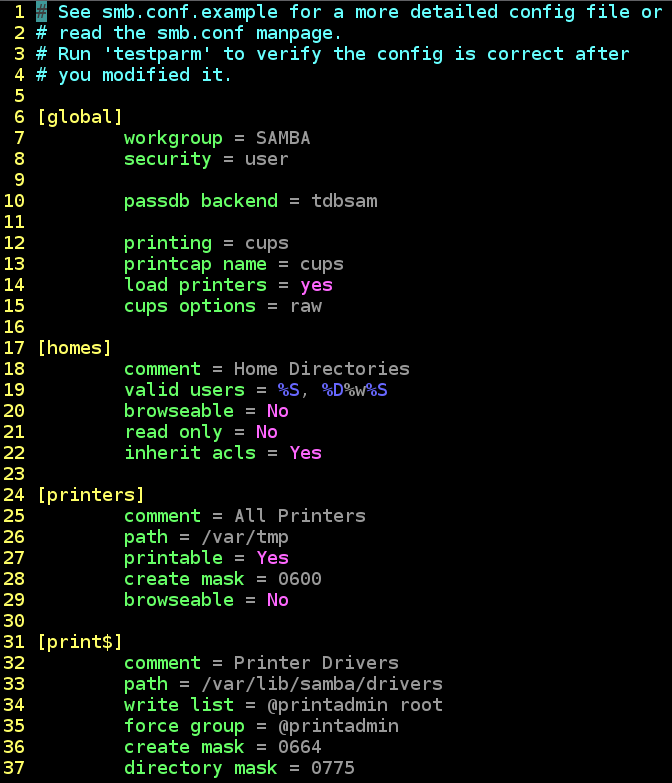 1 # See smb.conf.example for a more detailed config file or
2 # read the smb.conf manpage.
3 # Run 'testparm' to verify the config is correct after
4 # you modified it.
5
6 [global]
7         workgroup = SAMBA
8         security = user
9
10         passdb backend = tdbsam
11
12         printing = cups
13         printcap name = cups
14         load printers = yes
15         cups options = raw
16
17 [homes]
18         comment = Home Directories
19         valid users = %S, %D%w%S
20         browseable = No
21         read only = No
22         inherit acls = Yes
23
24 [printers]
25         comment = All Printers
26         path = /var/tmp
27         printable = Yes
28         create mask = 0600
29         browseable = No
30
31 [print$]
32         comment = Printer Drivers
33         path = /var/lib/samba/drivers
34         write list = @printadmin root
35         force group = @printadmin
36         create mask = 0664
37         directory mask = 0775